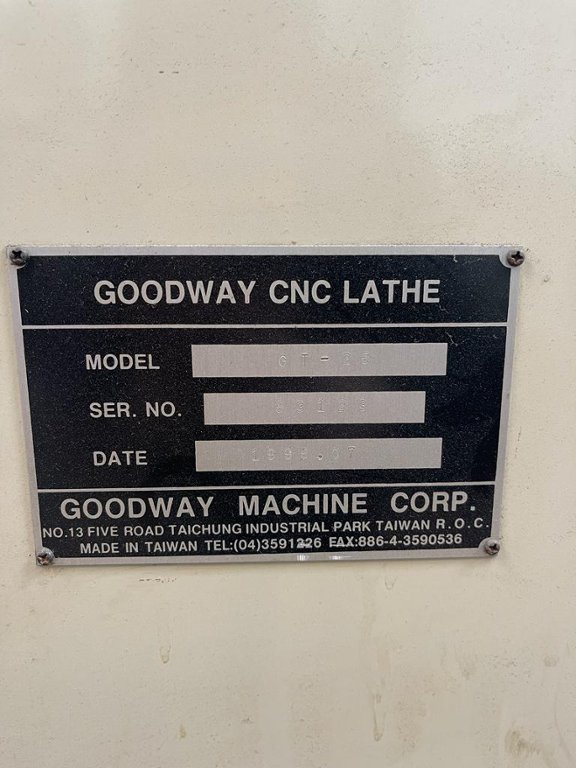 GOODWAY CNC LATHE
MODEL
SER. NO.
DATE
GOODWAY MACHINE CORP.
NO.13 FIVE ROAD TAICHUNG INDUSTRIAL PARK TAIWAN R.O.C.
MADE IN TAIWAN TEL:(04)3591226 FAX:886-4-3590536